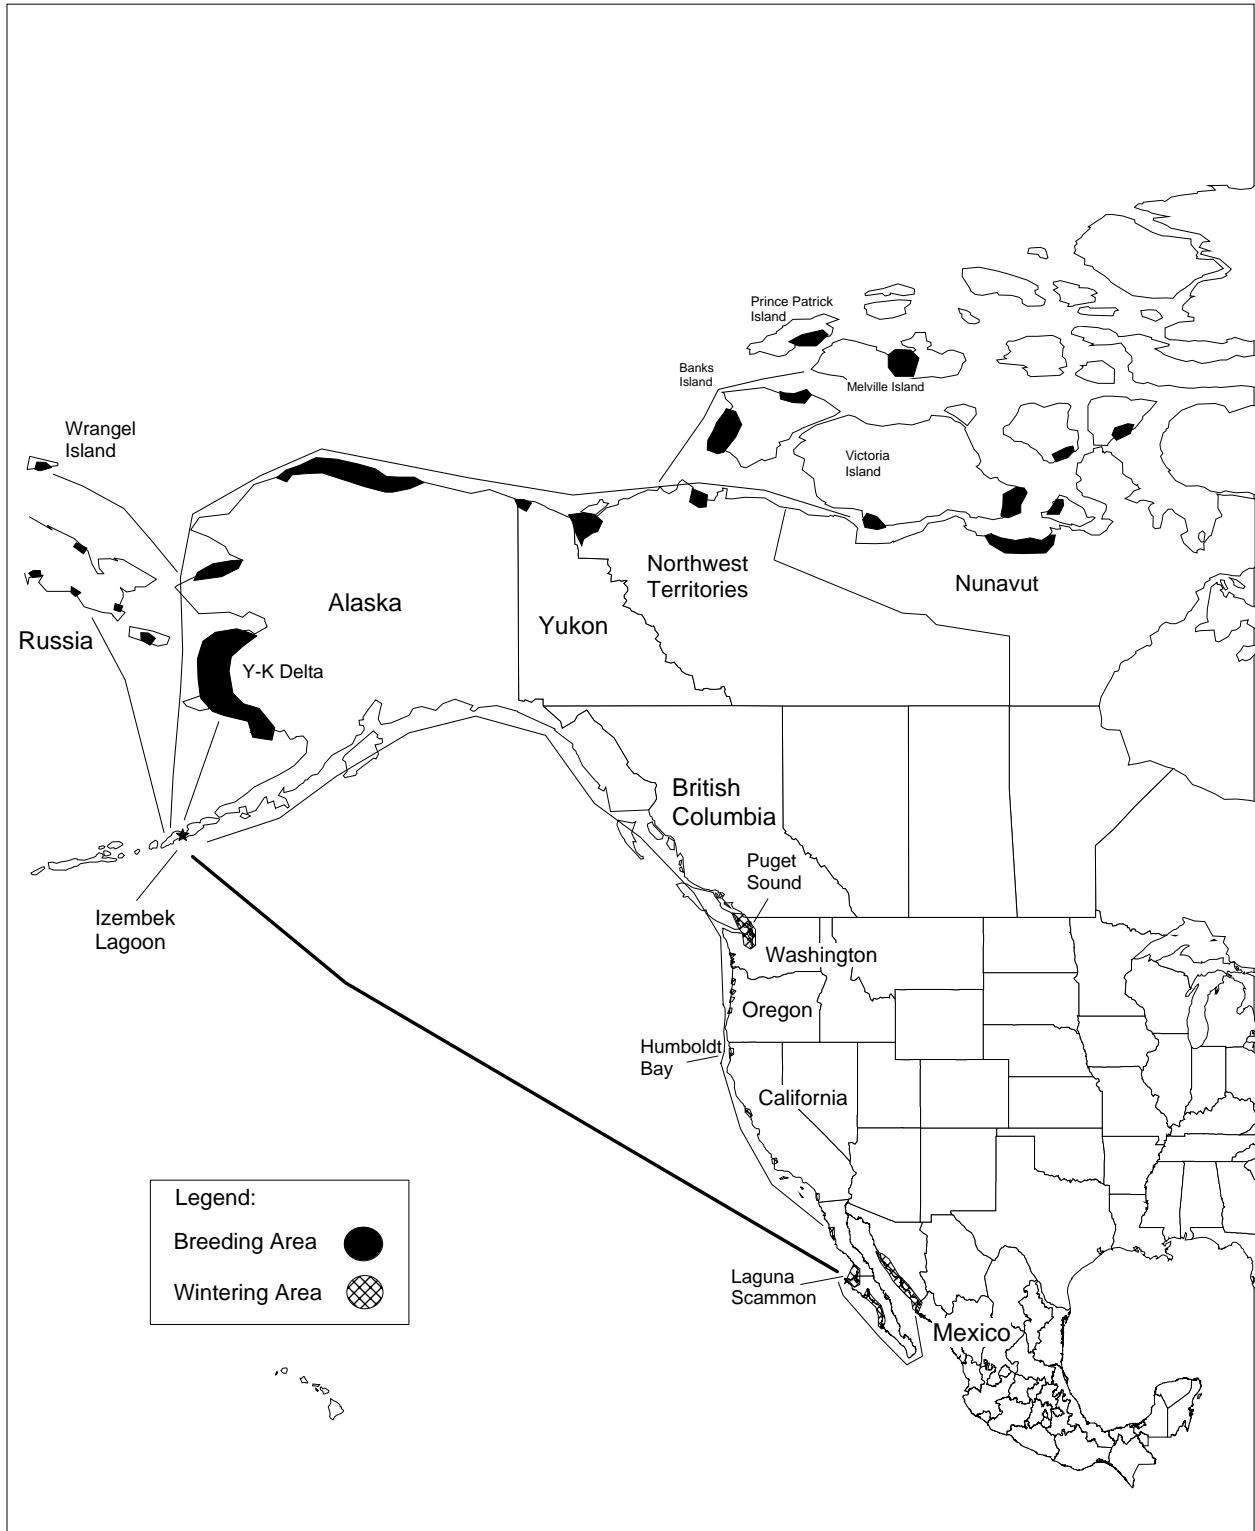 Prince Patrick
Island
Banks
Island
Melville Island
Wrangel
Island
Victoria
Island
Northwest
Territories
Nunavut
Alaska
Yukon
Russia
Y-K Delta
British
Columbia
Puget
Sound
Izembek
Lagoon
Washington
Oregon
Humboldt
Bay
California
Legend:
Breeding Area
Wintering Area
Laguna
Scammon
Mexico